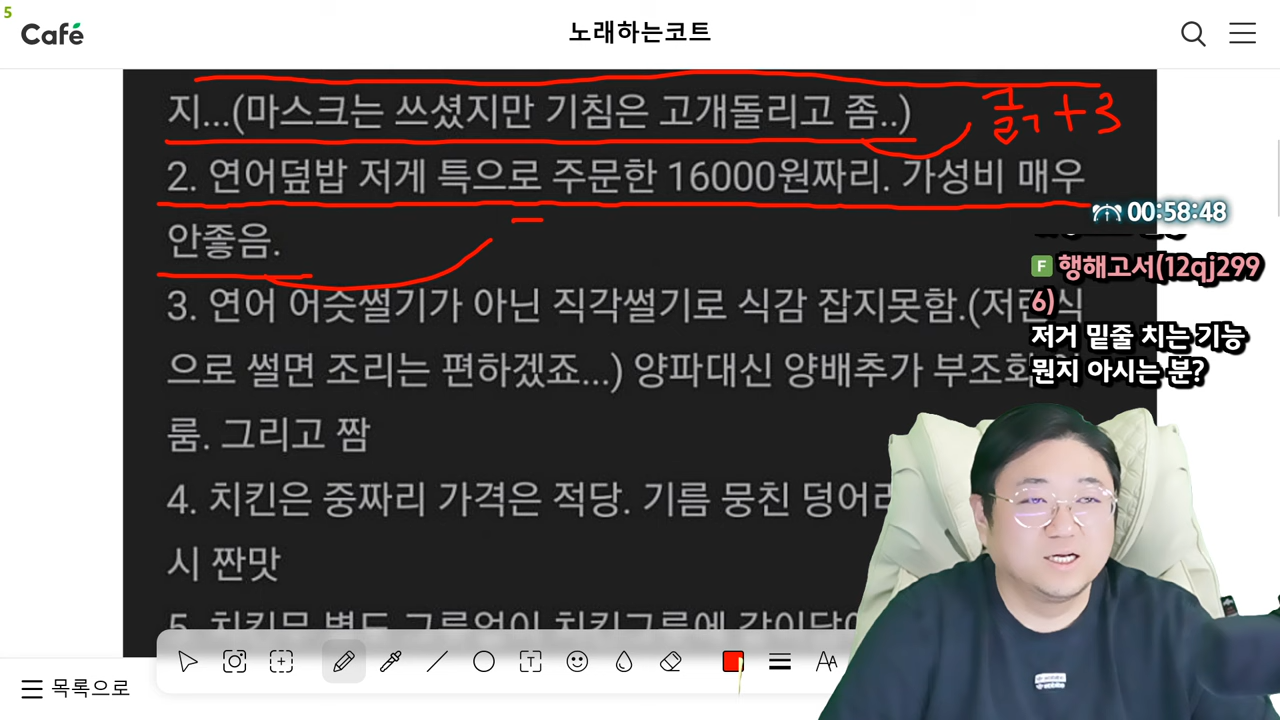 5
Café
노래하는코트
지...(마스크는 쓰셨지만 기침은 고개돌리고 좀..)
+3
2. 연어덮밥 저게 특으로 주문한 16000원짜리. 가성비 매우
안좋음.
00:58:48
F 행해고서(12qj299
6)
저거 밑줄 치는 기능
뭔지 아시는 분?
3. 연어 어슷썰기가 아닌 직각썰기로 식감 잡지못함.(저런식
으로 썰면 조리는 편하겠죠...) 양파대신 양배추가 부조화
룸. 그리고 짬
4. 치킨은 중짜리 가격은 적당. 기름 뭉친 덩어리
시 짠맛
목록으로